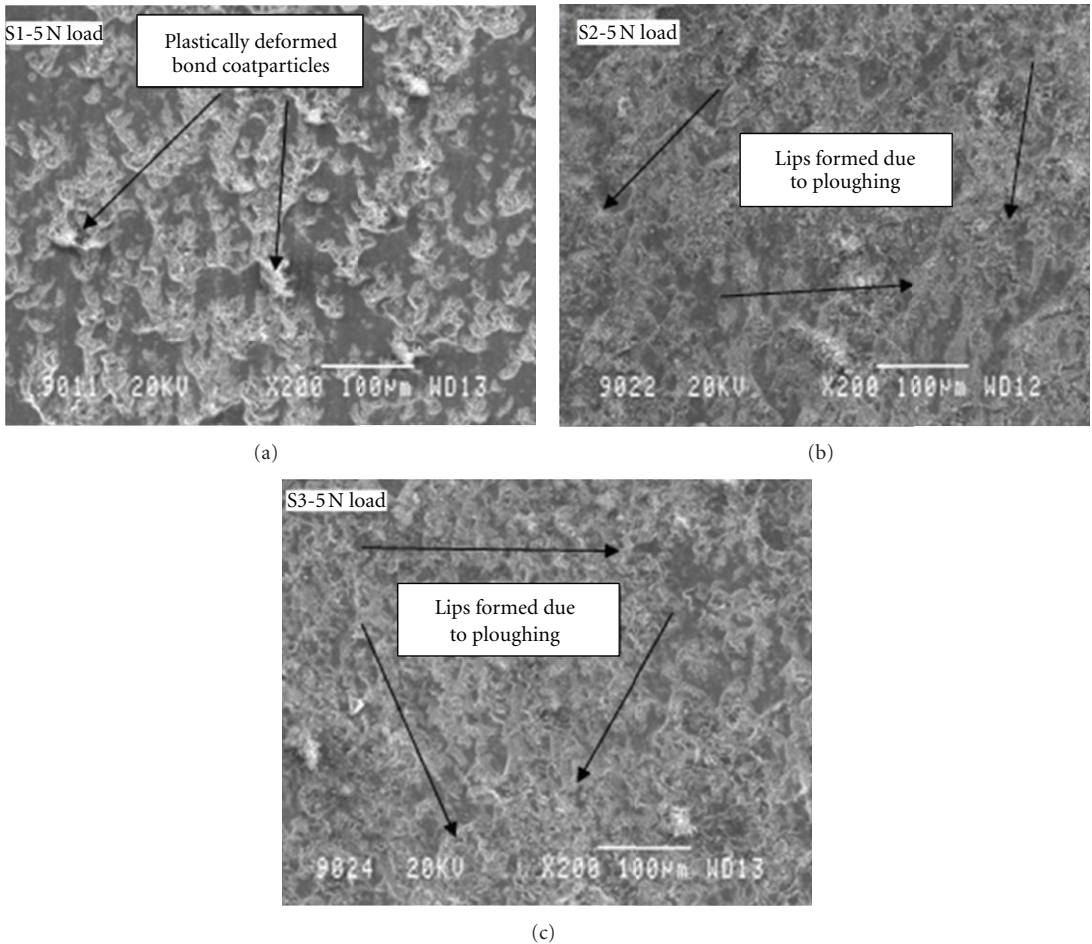 S1-5 N load
Plastically deformed
bond coatparticles
9011 20KV X200 100μm WD13
(a)
S2-5 N load
Lips formed due
to ploughing
9022 20KV X200 100μm WD12
(b)
S3-5 N load
Lips formed due
to ploughing
9024 20KV X200 100μm WD13
(c)